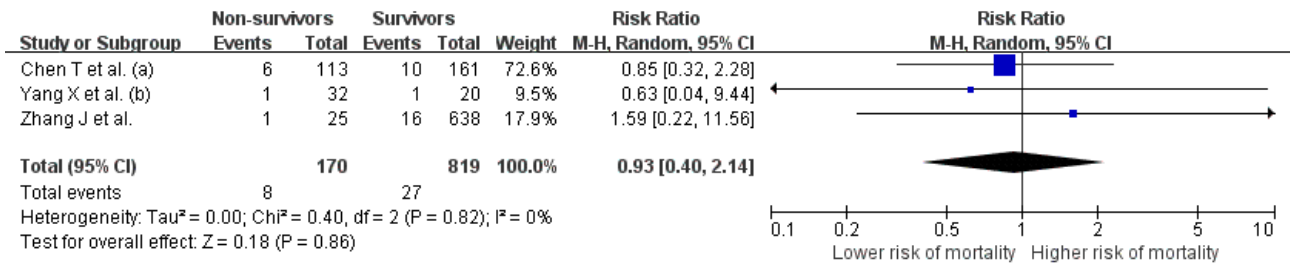 Non-survivors Survivors Risk Ratio Risk Ratio
Study or Subgroup Events Total Events Total Weight M-H, Random, 95% CI M-H, Random, 95% CI
Chen T et al. (a) 6 113 10 161 72.6% 0.85 [0.32, 2.28]
Yang X et al. (b) 1 32 1 20 9.5% 0.63 [0.04, 9.44]
Zhang J et al. 1 25 16 638 17.9% 1.59 [0.22, 11.56]
Total (95% CI) 170 819 100.0% 0.93 [0.40, 2.14]
Total events 8 27
Heterogeneity: Tau² = 0.00; Chi² = 0.40, df = 2 (P = 0.82); I² = 0%
Test for overall effect: Z = 0.18 (P = 0.86)
0.1 0.2 0.5 1 2 5 10
Lower risk of mortality Higher risk of mortality